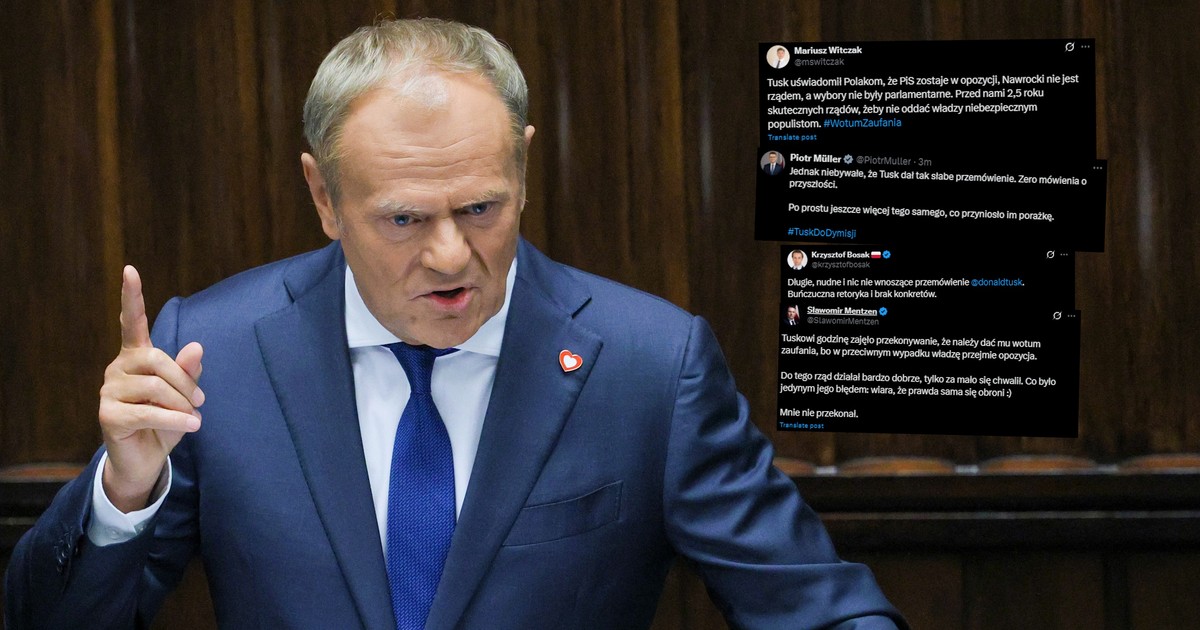 Mariusz Witczak
@mswitczak
Tusk uświadomił Polakom, że PiS zostaje w opozycji, Nawrocki nie jest
rządem, a wybory nie były parlamentarne. Przed nami 2,5 roku
skutecznych rządów, żeby nie oddać władzy niebezpiecznym
populistom. #WotumZaufania
Translate post
Piotr Müller @PiotrMuller · 3m
Jednak niebywałe, że Tusk dał tak słabe przemówienie. Zero mówienia o
przyszłości.
Po prostu jeszcze więcej tego samego, co przyniosło im porażkę.
#TuskDoDymisji
Krzysztof Bosak
@krzysztofbosak
Długie, nudne i nic nie wnoszące przemówienie @donaldtusk.
Buńczuczna retoryka i brak konkretów.
Sławomir Mentzen
@SlawomirMentzen
Tuskowi godzinę zajęło przekonywanie, że należy dać mu wotum
zaufania, bo w przeciwnym wypadku władzę przejmie opozycja.
Do tego rząd działał bardzo dobrze, tylko za mało się chwalił. Co było
jedynym jego błędem: wiara, że prawda sama się obroni :)
Mnie nie przekonał.
Translate post